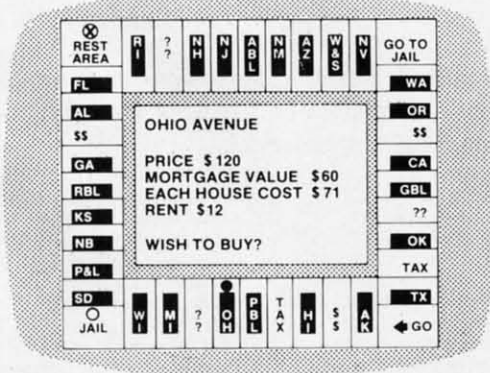 REST
AREA
RI
??
NH
NJ
ABL
NM
AZ
W&S
NV
GO TO
JAIL
FL
AL
$$
GA
RBL
KS
NB
P&L
SD
JAIL
WA
OR
$$
CA
GBL
??
OK
TAX
TX
GO
OHIO AVENUE
PRICE $120
MORTGAGE VALUE $60
EACH HOUSE COST $71
RENT $12
WISH TO BUY?
WI
MI
??
OH
PBL
TAX
HI
$$
AK